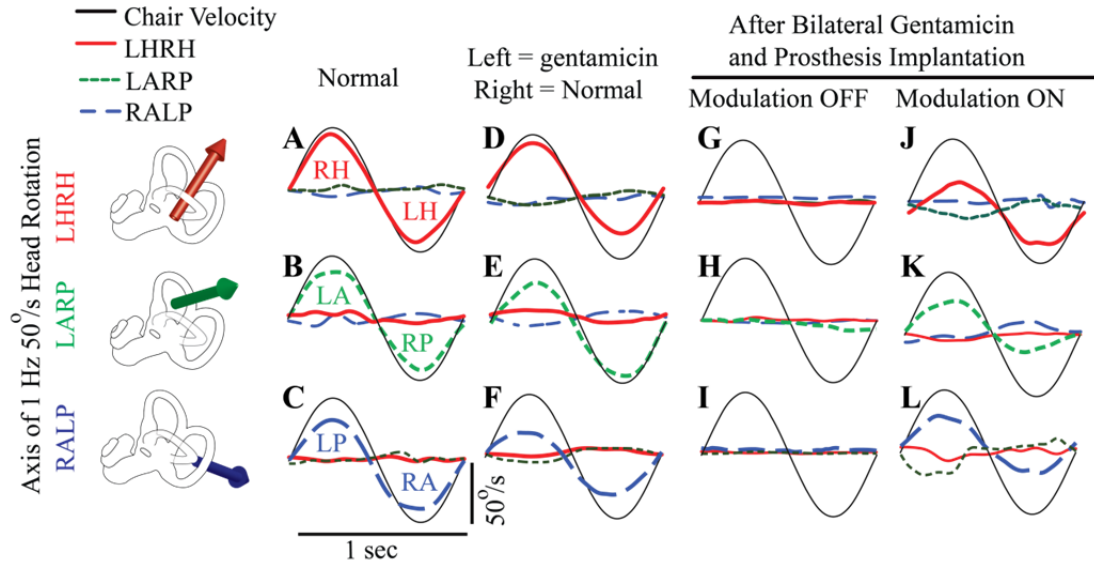 Chair Velocity
LHRH
LARP
RALP
Normal
Left = gentamicin
Right = Normal
After Bilateral Gentamicin
and Prosthesis Implantation
Modulation OFF
Modulation ON
Axis of 1 Hz 50°/s Head Rotation
LHRH
LARP
RALP
A
RH
LH
D
G
J
B
LA
RP
E
H
K
C
LP
RA
F
I
L
50°/s
1 sec